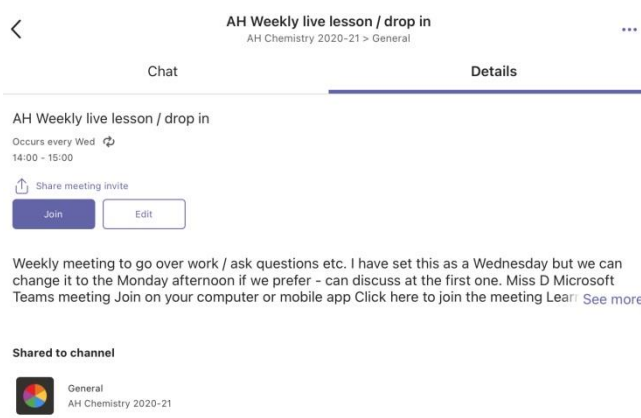 AH Weekly live lesson / drop in
AH Chemistry 2020-21 > General
Chat
Details
AH Weekly live lesson / drop in
Occurs every Wed
14:00 - 15:00
Share meeting invite
Join
Edit
Weekly meeting to go over work / ask questions etc. I have set this as a Wednesday but we can
change it to the Monday afternoon if we prefer - can discuss at the first one. Miss D Microsoft
Teams meeting Join on your computer or mobile app Click here to join the meeting Learn See more
Shared to channel
General
AH Chemistry 2020-21